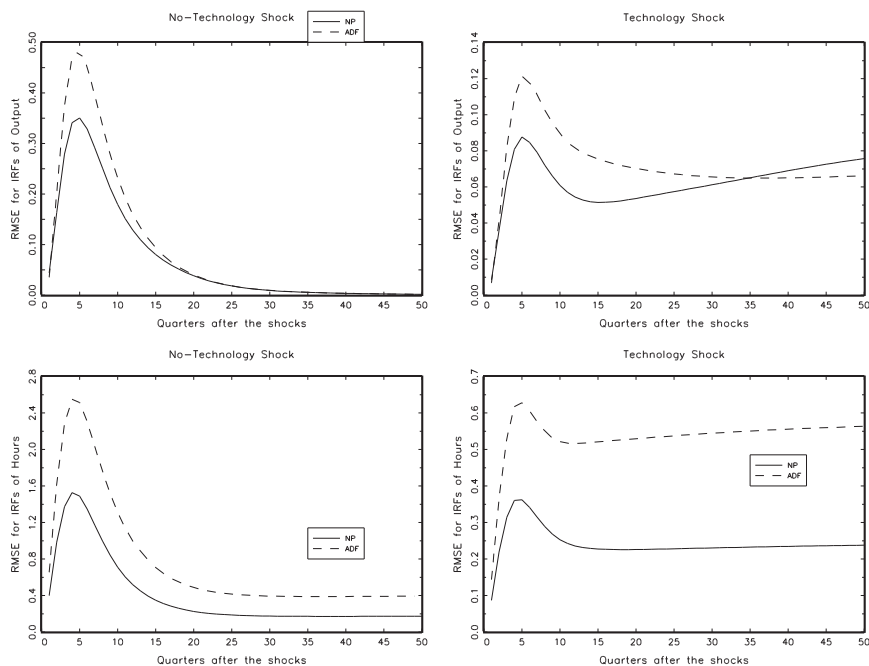 No-Technology Shock
NP
ADF
RMSE for IRFs of Output
0.50
0.40
0.30
0.20
0.10
0.00
0 5 10 15 20 25 30 35 40 45 50
Quarters after the shocks
Technology Shock
RMSE for IRFs of Output
0.14
0.12
0.10
0.08
0.06
0.04
0.02
0.00
0 5 10 15 20 25 30 35 40 45 50
Quarters after the shocks
No-Technology Shock
RMSE for IRFs of Hours
2.8
2.4
2.0
1.6
1.2
0.8
0.4
0.0
NP
ADF
0 5 10 15 20 25 30 35 40 45 50
Quarters after the shocks
Technology Shock
RMSE for IRFs of Hours
0.7
0.6
0.5
0.4
0.3
0.2
0.1
0.0
NP
ADF
0 5 10 15 20 25 30 35 40 45 50
Quarters after the shocks